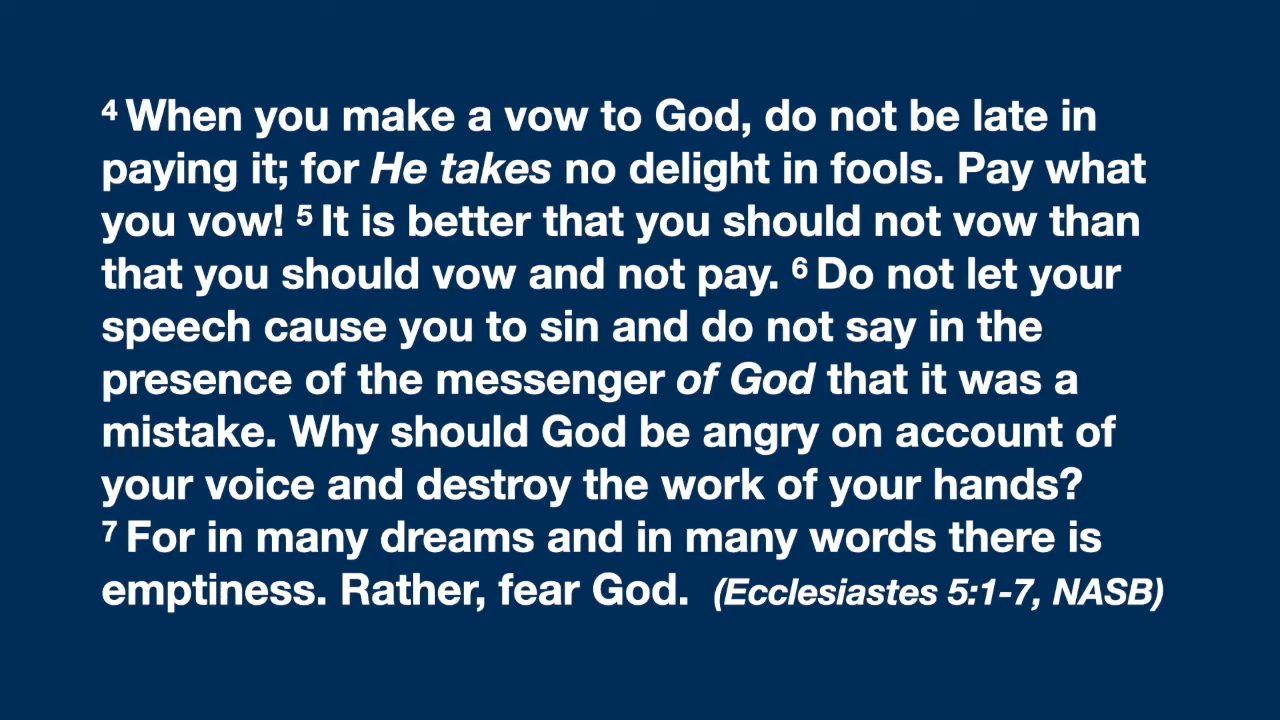 4 When you make a vow to God, do not be late in
paying it; for He takes no delight in fools. Pay what
you vow! 5 It is better that you should not vow than
that you should vow and not pay. 6 Do not let your
speech cause you to sin and do not say in the
presence of the messenger of God that it was a
mistake. Why should God be angry on account of
your voice and destroy the work of your hands?
7 For in many dreams and in many words there is
emptiness. Rather, fear God. (Ecclesiastes 5:1-7, NASB)